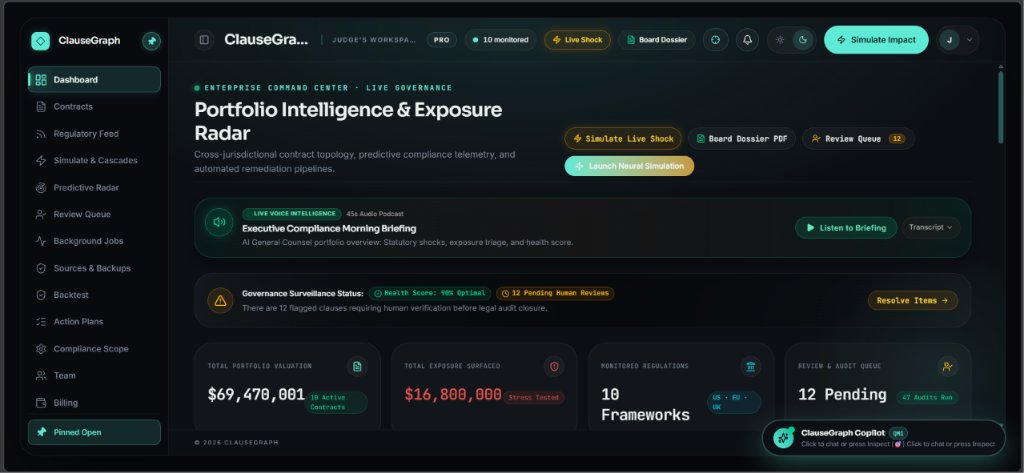 ClauseGraph
Dashboard
Contracts
Regulatory Feed
Simulate & Cascades
Predictive Radar
Review Queue
Background Jobs
Sources & Backups
Backtest
Action Plans
Compliance Scope
Team
Billing
Pinned Open
ClauseGra...
JUDGE'S WORKSPA...
PRO
10 monitored
Live Shock
Board Dossier
Simulate Impact
J
ENTERPRISE COMMAND CENTER · LIVE GOVERNANCE
Portfolio Intelligence & Exposure
Radar
Cross-jurisdictional contract topology, predictive compliance telemetry, and
automated remediation pipelines.
Simulate Live Shock
Board Dossier PDF
Review Queue 12
Launch Neural Simulation
LIVE VOICE INTELLIGENCE 45s Audio Podcast
Executive Compliance Morning Briefing
AI General Counsel portfolio overview: Statutory shocks, exposure triage, and health score.
Listen to Briefing
Transcript
Governance Surveillance Status: Health Score: 90% Optimal 12 Pending Human Reviews
There are 12 flagged clauses requiring human verification before legal audit closure.
Resolve Items →
TOTAL PORTFOLIO VALUATION
$69,470,001
10 Active
Contracts
TOTAL EXPOSURE SURFACED
$16,800,000
Stress Tested
MONITORED REGULATIONS
10
Frameworks
US · EU ·
UK
REVIEW & AUDIT QUEUE
12 Pending
47 Audits Run
© 2026 CLAUSEGRAPH
ClauseGraph Copilot
Click to chat or press Inspect | Click to chat or press Inspect